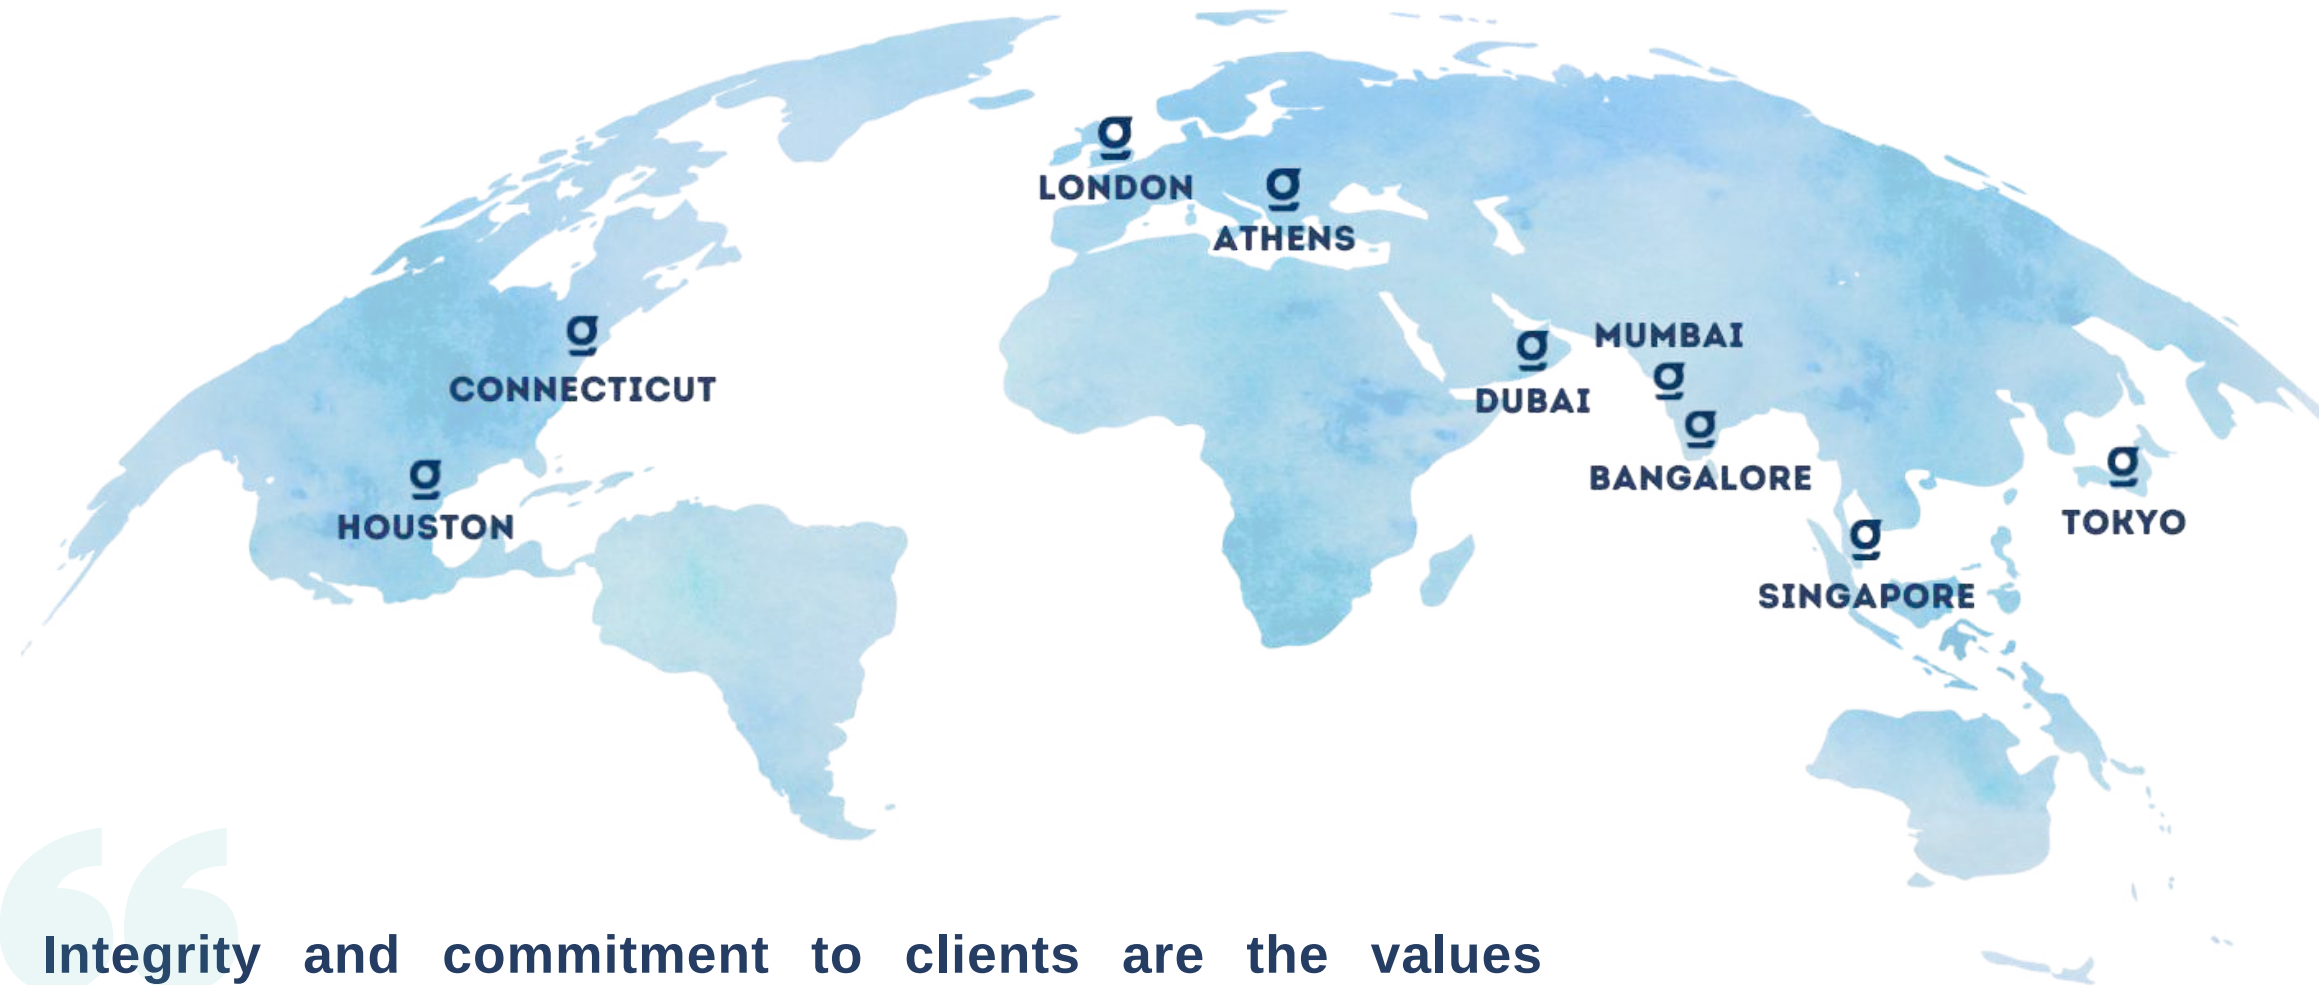 LONDON
ATHENS
MUMBAI
CONNECTICUT
DUBAI
BANGALORE
HOUSTON
TOKYO
SINGAPORE
Integrity and commitment to clients are the values